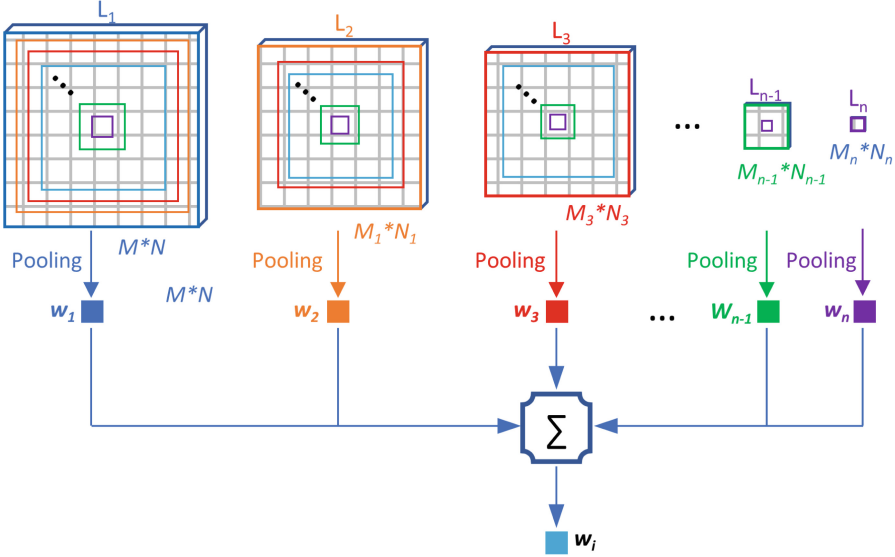 L1
L2
L3
...
Ln-1
Ln
M*N
M1*N1
M3*N3
Mn-1*Nn-1
Mn*Nn
Pooling
Pooling
Pooling
Pooling
Pooling
M*N
w1
w2
w3
...
Wn-1
wn
Σ
wi